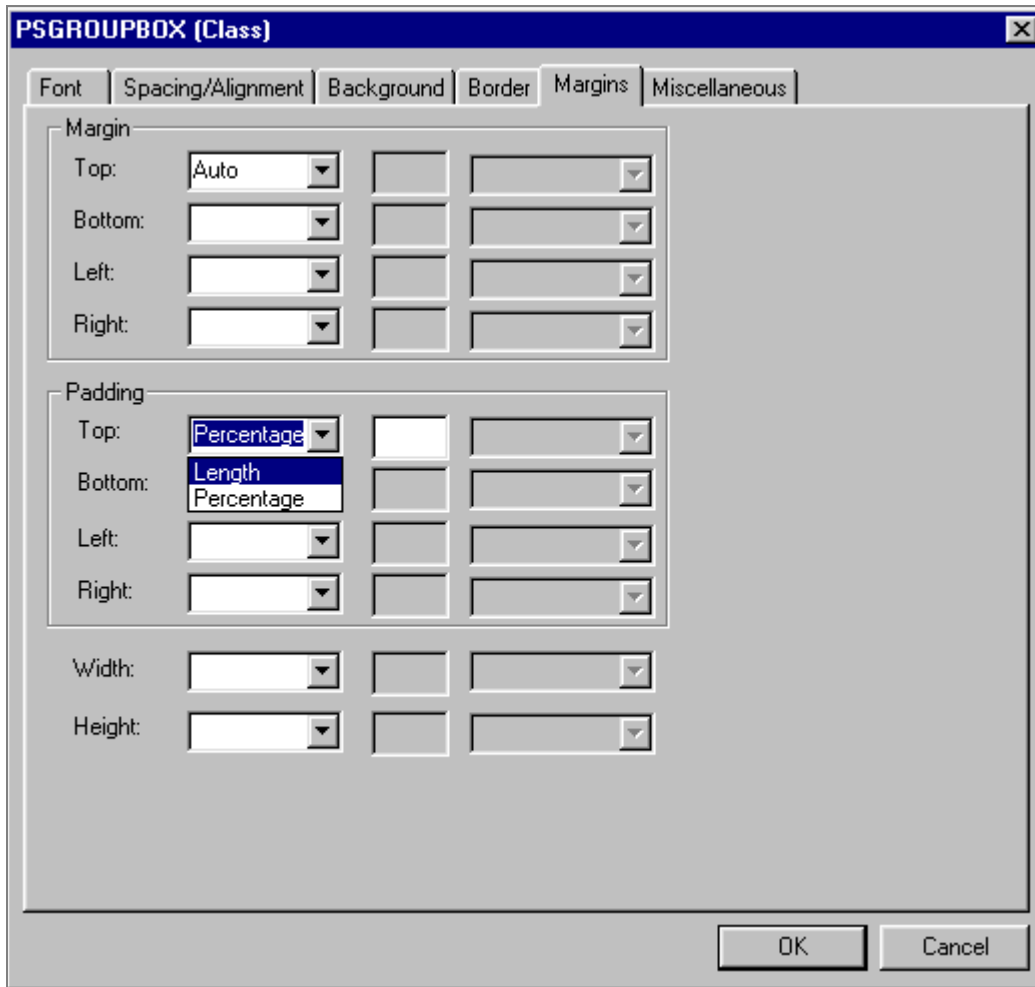 PSGROUPBOX (Class)
Font Spacing/Alignment Background Border Margins Miscellaneous
Margin
Top: Auto
Bottom:
Left:
Right:
Padding
Top: Percentage
Length
Bottom:
Percentage
Left:
Right:
Width:
Height:
OK Cancel